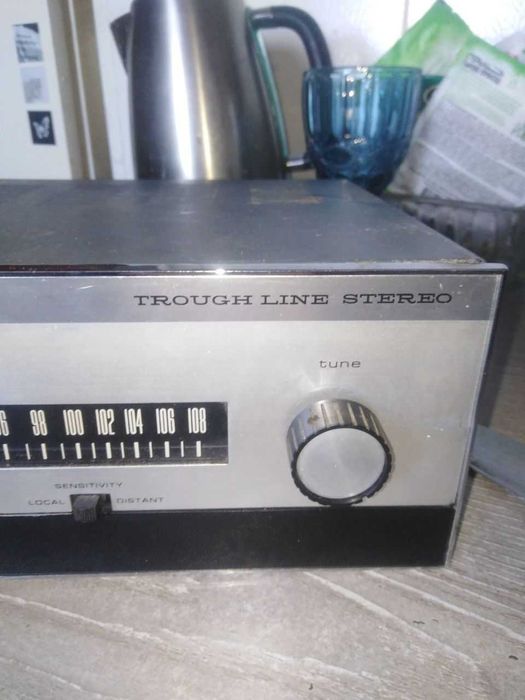 TROUGH LINE STEREO
tune
98 100 102 104 106 108
SENSITIVITY
LOCAL DISTANT